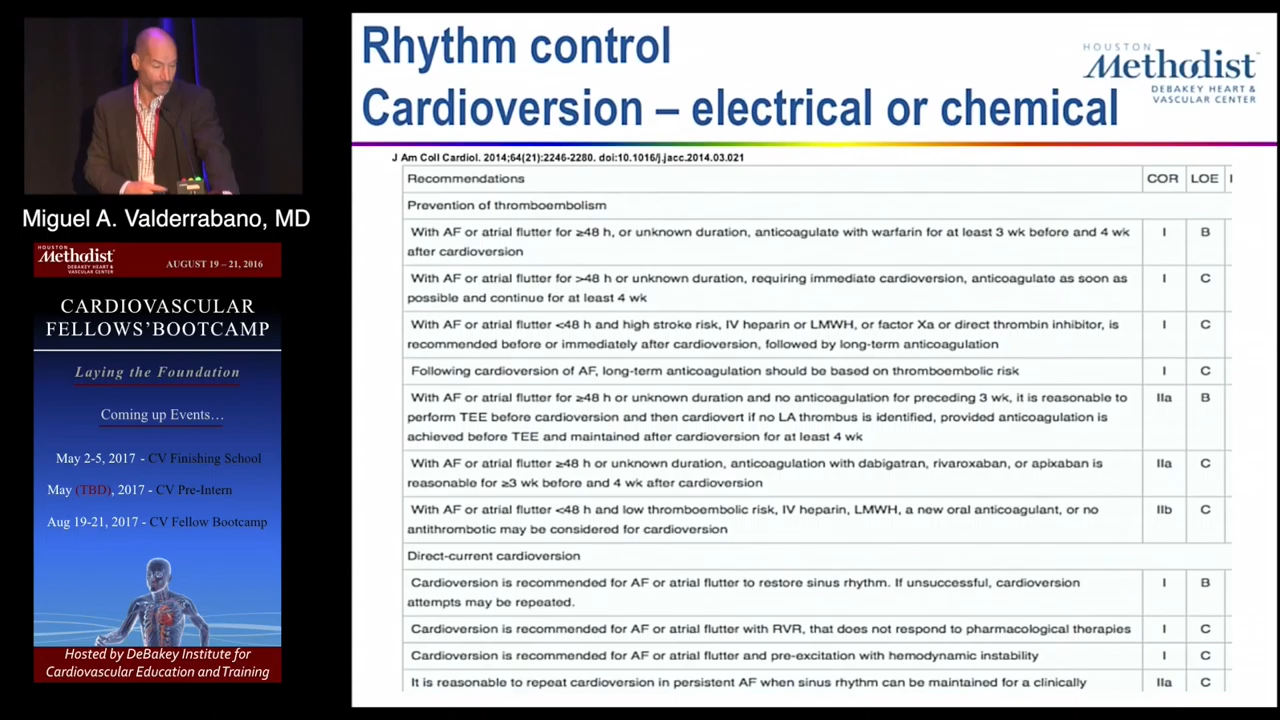 Rhythm control
Cardioversion – electrical or chemical
HOUSTON
Methodist
DEBAKEY HEART &
VASCULAR CENTER
J Am Coll Cardiol. 2014;64(21):2246-2280. doi:10.1016/j.jacc.2014.03.021
Recommendations COR LOE
Prevention of thromboembolism
With AF or atrial flutter for ≥48 h, or unknown duration, anticoagulate with warfarin for at least 3 wk before and 4 wk I B
after cardioversion
With AF or atrial flutter for >48 h or unknown duration, requiring immediate cardioversion, anticoagulate as soon as I C
possible and continue for at least 4 wk
With AF or atrial flutter <48 h and high stroke risk, IV heparin or LMWH, or factor Xa or direct thrombin inhibitor, is I C
recommended before or immediately after cardioversion, followed by long-term anticoagulation
Following cardioversion of AF, long-term anticoagulation should be based on thromboembolic risk I C
With AF or atrial flutter for ≥48 h or unknown duration and no anticoagulation for preceding 3 wk, it is reasonable to IIa B
perform TEE before cardioversion and then cardiovert if no LA thrombus is identified, provided anticoagulation is
achieved before TEE and maintained after cardioversion for at least 4 wk
With AF or atrial flutter ≥48 h or unknown duration, anticoagulation with dabigatran, rivaroxaban, or apixaban is IIa C
reasonable for ≥3 wk before and 4 wk after cardioversion
With AF or atrial flutter <48 h and low thromboembolic risk, IV heparin, LMWH, a new oral anticoagulant, or no IIb C
antithrombotic may be considered for cardioversion
Direct-current cardioversion
Cardioversion is recommended for AF or atrial flutter to restore sinus rhythm. If unsuccessful, cardioversion I B
attempts may be repeated.
Cardioversion is recommended for AF or atrial flutter with RVR, that does not respond to pharmacological therapies I C
Cardioversion is recommended for AF or atrial flutter and pre-excitation with hemodynamic instability I C
It is reasonable to repeat cardioversion in persistent AF when sinus rhythm can be maintained for a clinically IIa C
Miguel A. Valderrabano, MD
HOUSTON
Methodist
DEBAKEY HEART &
VASCULAR CENTER
AUGUST 19 – 21, 2016
CARDIOVASCULAR
FELLOWS'BOOTCAMP
Laying the Foundation
Coming up Events…
May 2-5, 2017 - CV Finishing School
May (TBD), 2017 - CV Pre-Intern
Aug 19-21, 2017 - CV Fellow Bootcamp
Hosted by DeBakey Institute for
Cardiovascular Education and Training